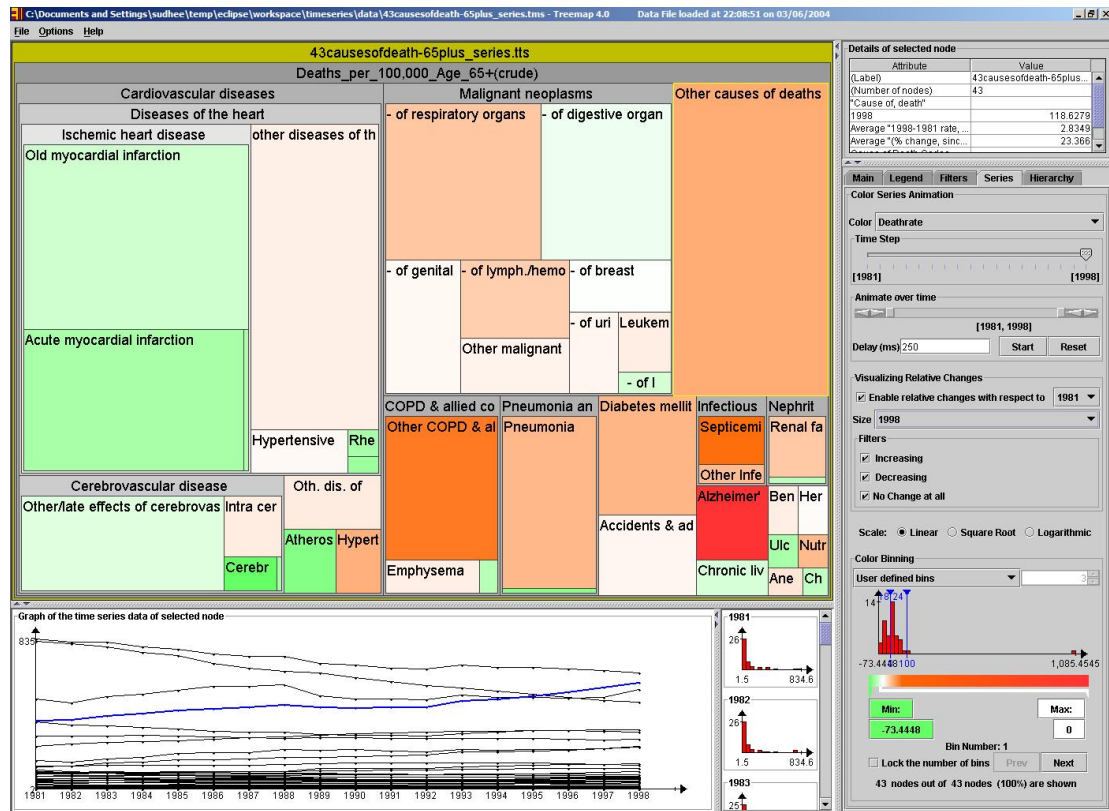 C:\Documents and Settings\sudhee\temp\eclipse\workspace\timeseries\data\43causesofdeath-65plus_series.tms - Treemap 4.0 Data File loaded at 22:08:51 on 03/06/2004
File Options Help
43causesofdeath-65plus_series.tts
Deaths_per_100,000_Age_65+(crude)
Cardiovascular diseases
Diseases of the heart
Ischemic heart disease
Old myocardial infarction
Acute myocardial infarction
other diseases of th
Hypertensive
Rhe
Cerebrovascular disease
Other/late effects of cerebrovas
Intra cer
Cerebr
Oth. dis. of
Atheros
Hypert
Malignant neoplasms
- of respiratory organs
- of digestive organ
- of genital
- of lymph./hemo
- of breast
Other malignant
- of uri
Leukem
- of l
Other causes of deaths
COPD & allied co
Other COPD & al
Emphysema
Pneumonia an
Pneumonia
Diabetes mellit
Accidents & ad
Infectious
Septicemi
Other Infe
Nephrit
Renal fa
Alzheimer'
Chronic liv
Ben
Her
Ulc
Nutr
Ane
Ch
Graph of the time series data of selected node
835
2
1981 1982 1983 1984 1985 1986 1987 1988 1989 1990 1991 1992 1993 1994 1995 1996 1997 1998
1981
26
1.5 834.6
1982
26
1.5 834.6
1983
25
Details of selected node
Attribute Value
(Label) 43causesofdeath-65plus...
(Number of nodes) 43
"Cause of, death"
1998 118.6279
Average "1998-1981 rate, ... 2.8349
Average "(% change, sinc... 23.366
Main Legend Filters Series Hierarchy
Color Series Animation
Color Deathrate
Time Step
[1981] [1998]
Animate over time
[1981, 1998]
Delay (ms) 250 Start Reset
Visualizing Relative Changes
Enable relative changes with respect to 1981
Size 1998
Filters
Increasing
Decreasing
No Change at all
Scale: Linear Square Root Logarithmic
Color Binning
User defined bins 3
14
100 1,085.4545
Min: Max:
-73.4448 0
Bin Number: 1
Lock the number of bins Prev Next
43 nodes out of 43 nodes (100%) are shown